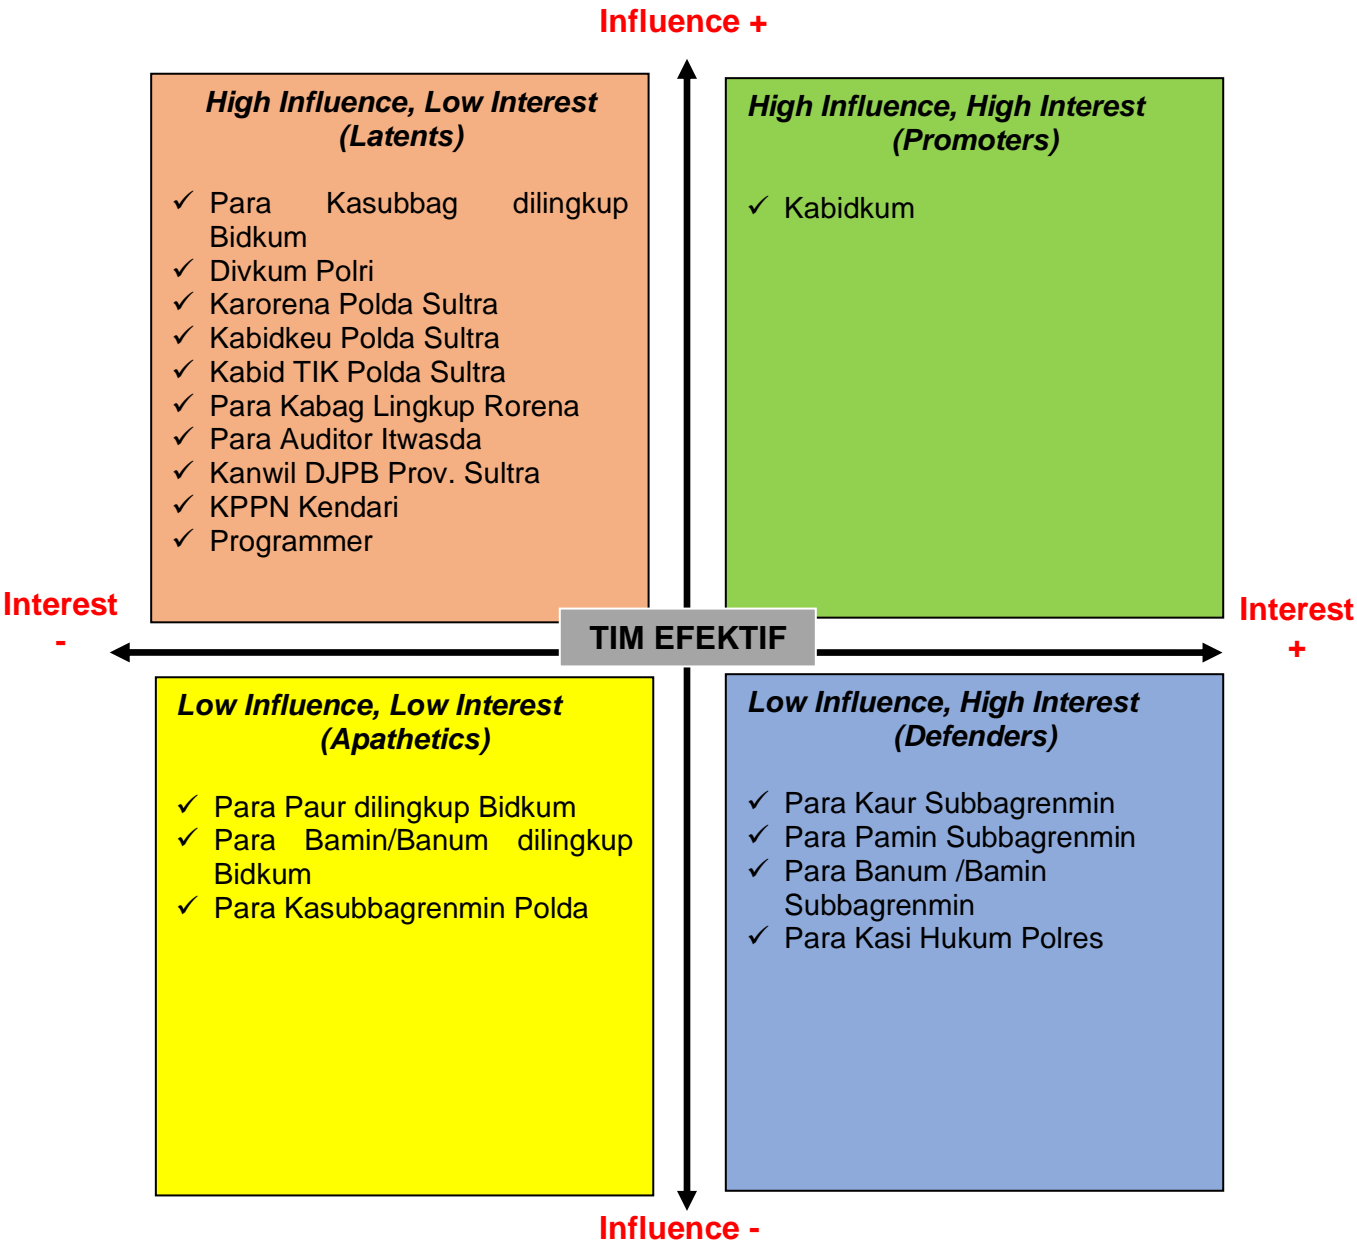 Influence +
High Influence, Low Interest
(Latents)
✓ Para Kasubbag dilingkup
Bidkum
✓ Divkum Polri
✓ Karorena Polda Sultra
✓ Kabidkeu Polda Sultra
✓ Kabid TIK Polda Sultra
✓ Para Kabag Lingkup Rorena
✓ Para Auditor Itwasda
✓ Kanwil DJPB Prov. Sultra
✓ KPPN Kendari
✓ Programmer
High Influence, High Interest
(Promoters)
✓ Kabidkum
Interest
-
TIM EFEKTIF
Interest
+
Low Influence, Low Interest
(Apathetics)
✓ Para Paur dilingkup Bidkum
✓ Para Bamin/Banum dilingkup
Bidkum
✓ Para Kasubbagrenmin Polda
Low Influence, High Interest
(Defenders)
✓ Para Kaur Subbagrenmin
✓ Para Pamin Subbagrenmin
✓ Para Banum /Bamin
Subbagrenmin
✓ Para Kasi Hukum Polres
Influence -